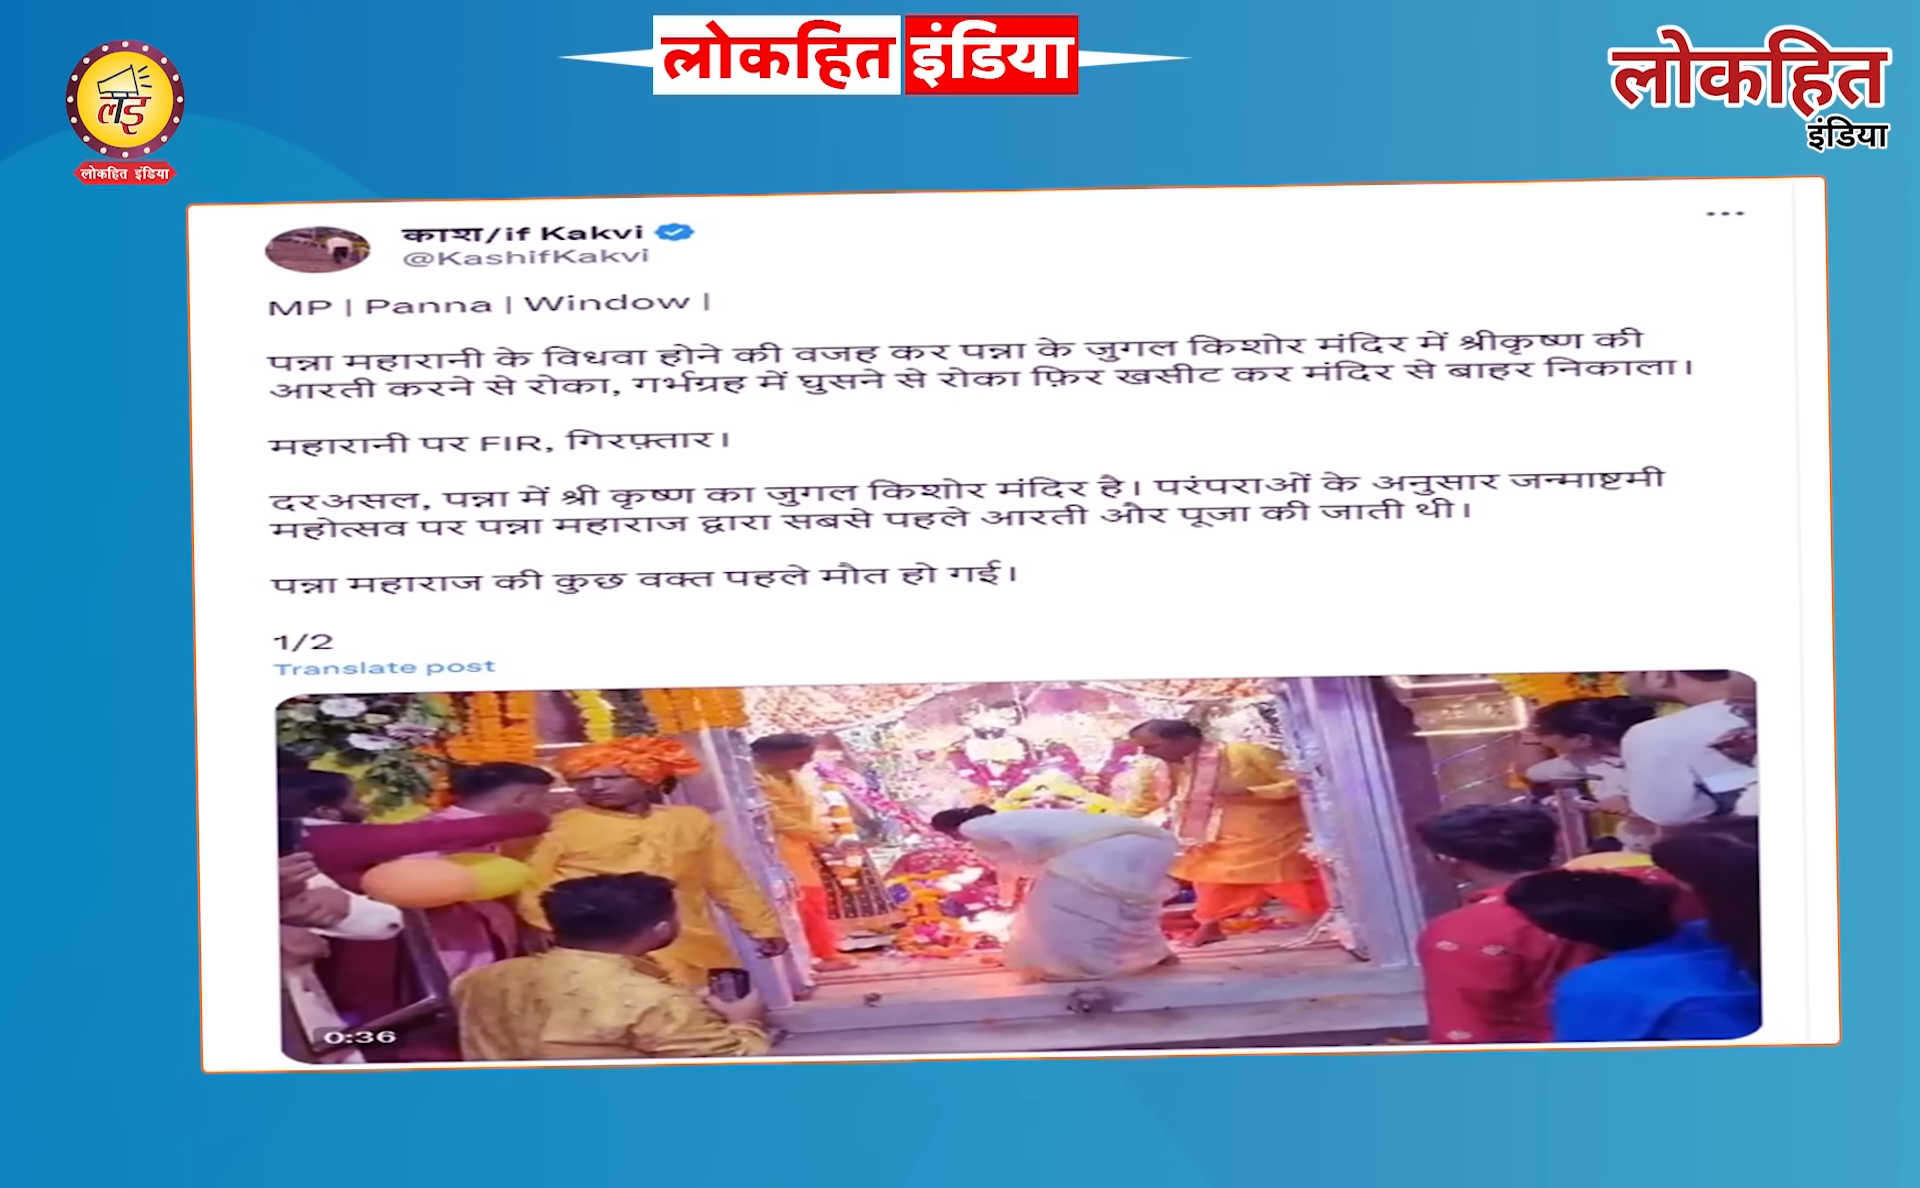 लोकहित इंडिया
लोकहित
इंडिया
लइ
लोकहित इंडिया
काश/if Kakvi
@KashifKakvi
MP | Panna | Window |
पन्ना महारानी के विधवा होने की वजह कर पन्ना के जुगल किशोर मंदिर में श्रीकृष्ण की
आरती करने से रोका, गर्भग्रह में घुसने से रोका फ़िर खसीट कर मंदिर से बाहर निकाला।
महारानी पर FIR, गिरफ़्तार।
दरअसल, पन्ना में श्री कृष्ण का जुगल किशोर मंदिर है। परंपराओं के अनुसार जन्माष्टमी
महोत्सव पर पन्ना महाराज द्वारा सबसे पहले आरती और पूजा की जाती थी।
पन्ना महाराज की कुछ वक्त पहले मौत हो गई।
1/2
Translate post
0:36